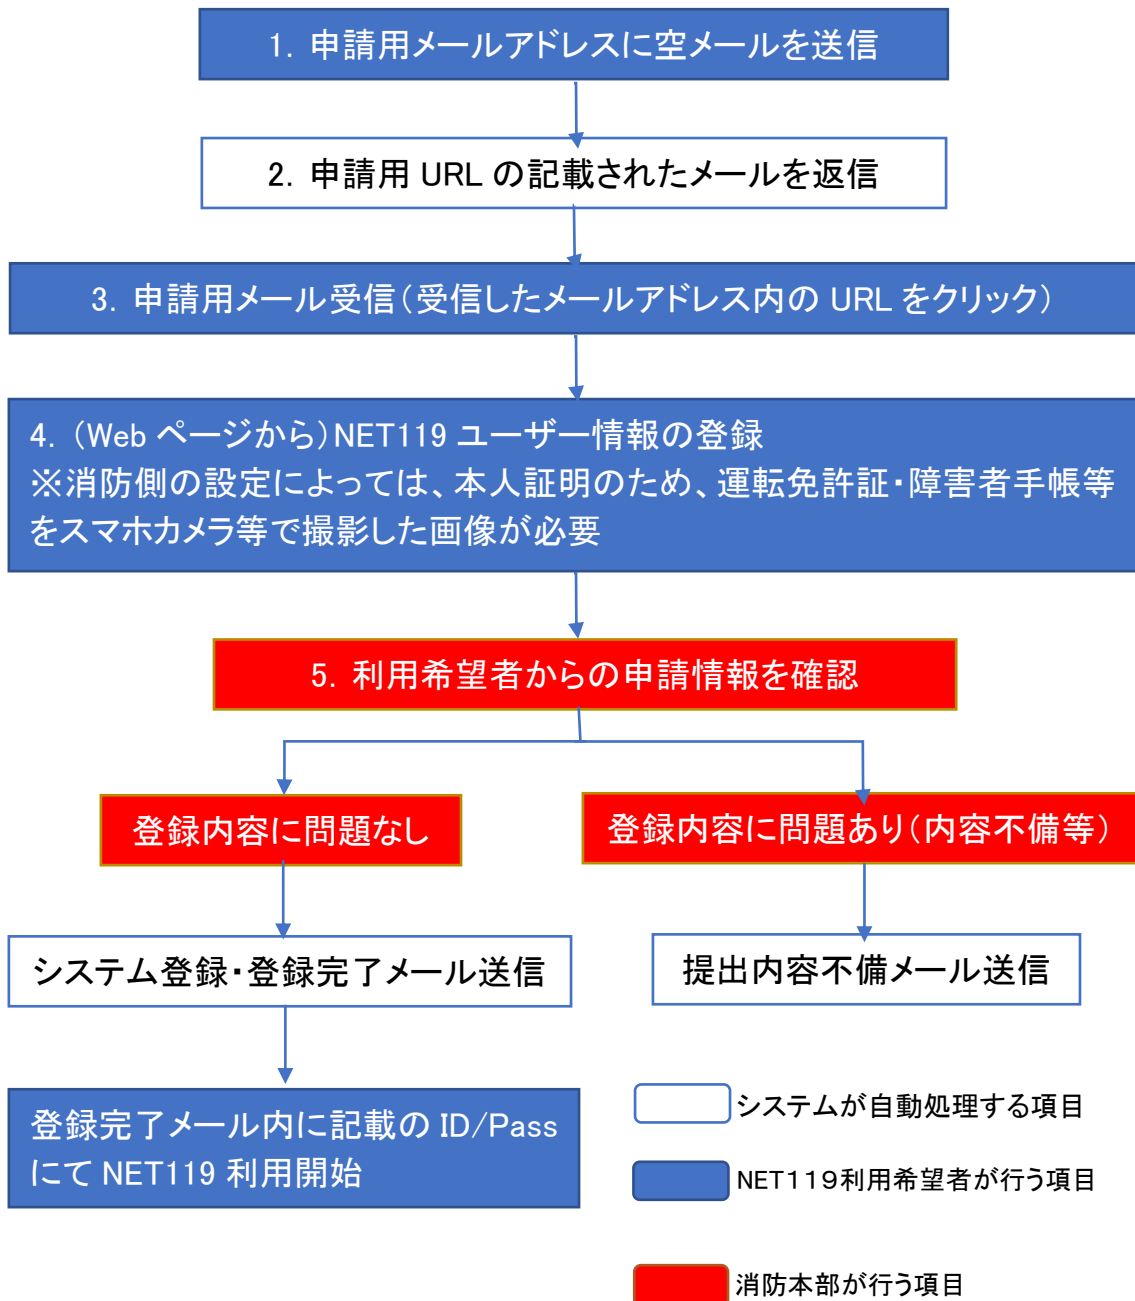 1. 申請用メールアドレスに空メールを送信
2. 申請用 URL の記載されたメールを返信
3. 申請用メール受信（受信したメールアドレス内の URL をクリック）
4.（Web ページから）NET119 ユーザー情報の登録
※消防側の設定によっては、本人証明のため、運転免許証・障害者手帳等
をスマホカメラ等で撮影した画像が必要
5. 利用希望者からの申請情報を確認
登録内容に問題なし
登録内容に問題あり（内容不備等）
システム登録・登録完了メール送信
提出内容不備メール送信
登録完了メール内に記載の ID/Pass
にて NET119 利用開始
システムが自動処理する項目
NET１１９利用希望者が行う項目
消防本部が行う項目